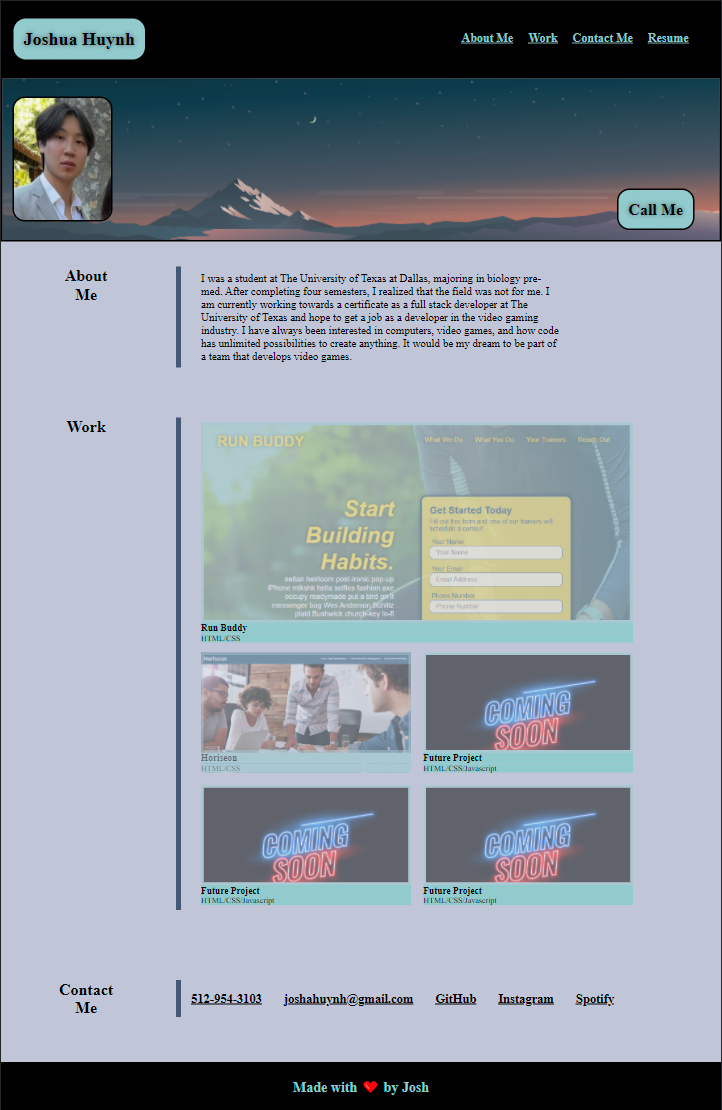 Joshua Huynh
About Me Work Contact Me Resume
Call Me
About
Me
I was a student at The University of Texas at Dallas, majoring in biology pre-
med. After completing four semesters, I realized that the field was not for me. I
am currently working towards a certificate as a full stack developer at The
University of Texas and hope to get a job as a developer in the video gaming
industry. I have always been interested in computers, video games, and how code
has unlimited possibilities to create anything. It would be my dream to be part of
a team that develops video games.
Work
RUN BUDDY
What We Do What You Do Your Trainers Reach Out
Start
Building
Habits.
seitan heirloom post-ironic pop-up
iPhone mlkshk hella selfies fashion axe
occupy readymade put a bird on it
messenger bag Wes Anderson Schlitz
plaid Bushwick church-key lo-fi
Get Started Today
Fill out this form and one of our trainers will
schedule a consult.
Your Name
Your Name
Your Email
Email Address
Phone Number
Phone Number
Run Buddy
HTML/CSS
Horiseon
Horiseon
HTML/CSS
COMING
SOON
Future Project
HTML/CSS/Javascript
COMING
SOON
Future Project
HTML/CSS/Javascript
COMING
SOON
Future Project
HTML/CSS/Javascript
Contact
Me
512-954-3103 joshahuynh@gmail.com GitHub Instagram Spotify
Made with ❤ by Josh